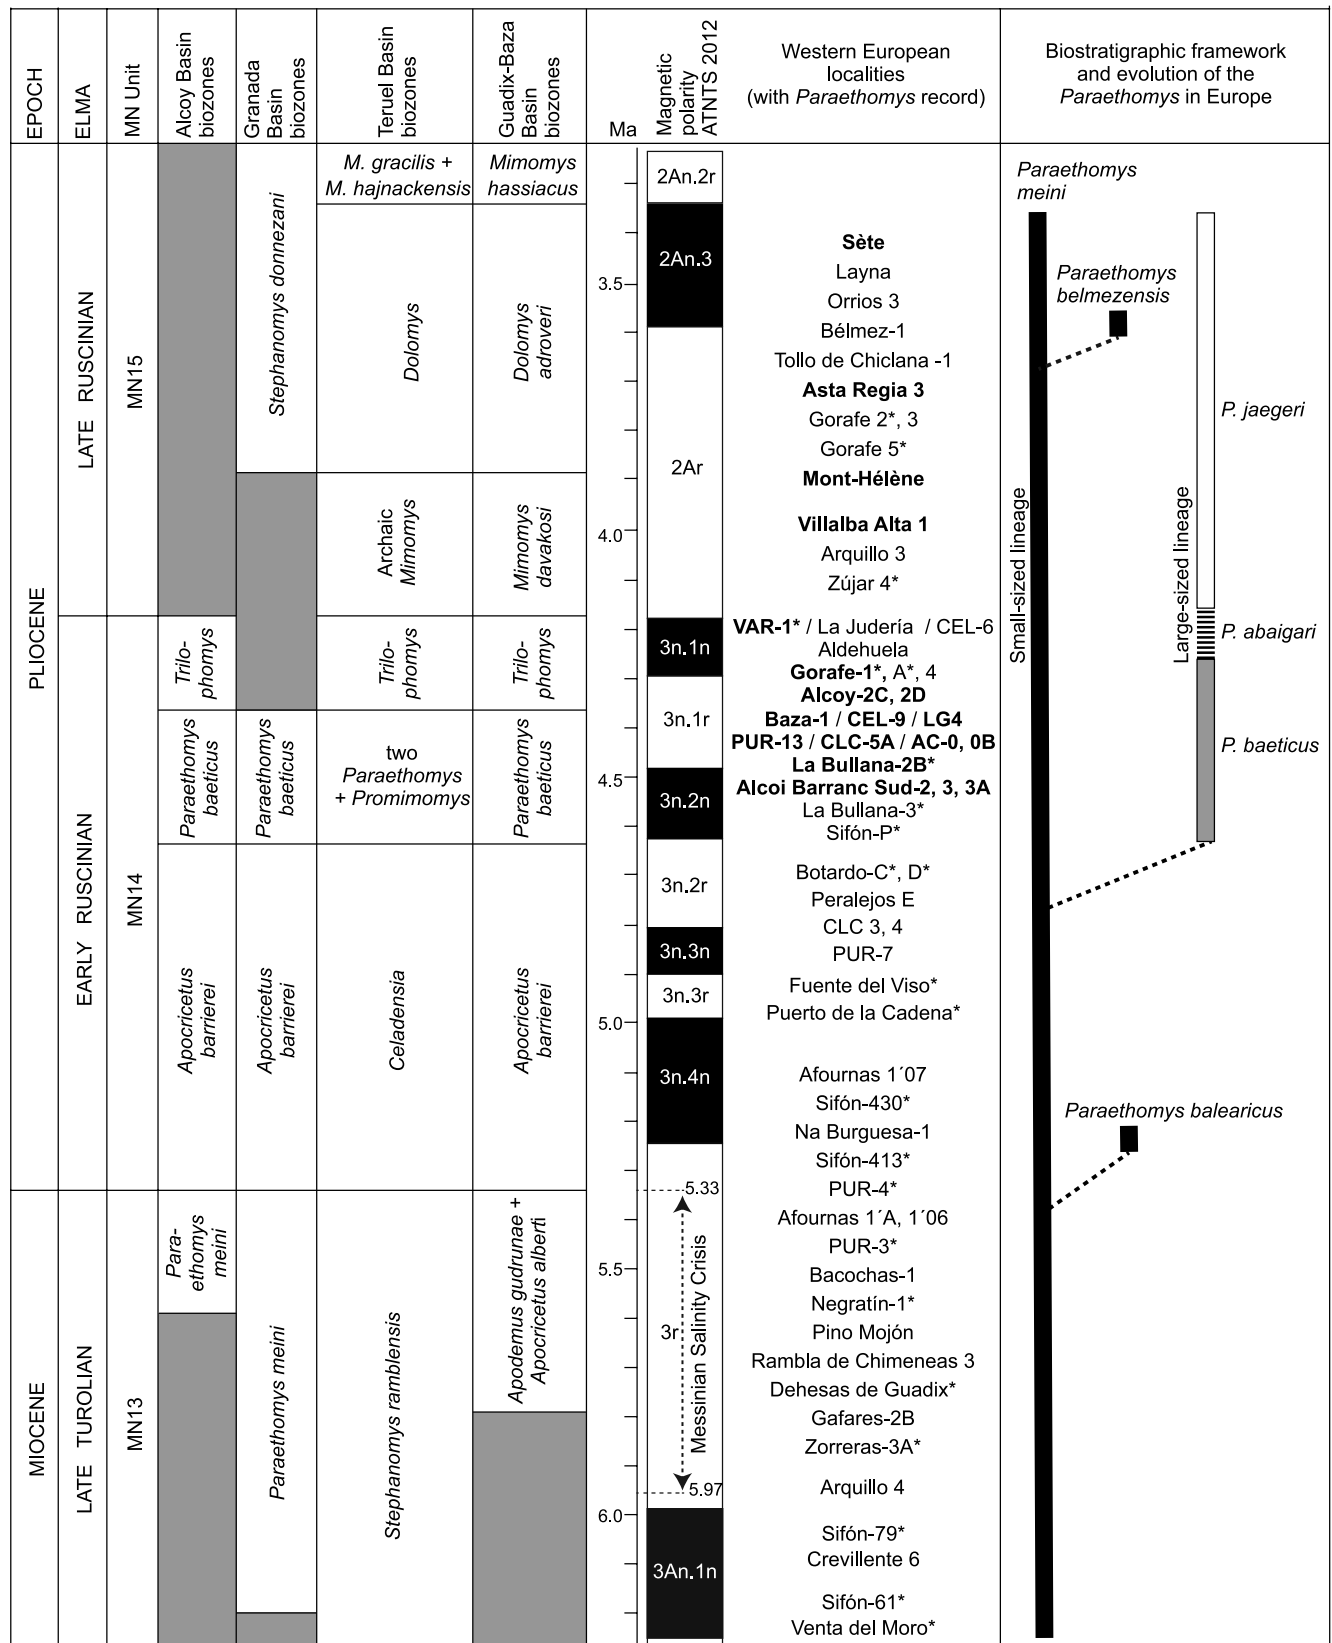 EPOCH
ELMA
MN Unit
Alcoy Basin
biozones
Granada
Basin
biozones
Teruel Basin
biozones
Guadix-Baza
Basin
biozones
Ma
Magnetic
polarity
ATNTS 2012
Western European
localities
(with Paraethomys record)
Biostratigraphic framework
and evolution of the
Paraethomys in Europe
PLIOCENE
MIOCENE
LATE RUSCINIAN
EARLY RUSCINIAN
LATE TUROLIAN
MN15
MN14
MN13
Trilo-
phomys
Paraethomys
baeticus
Apocricetus
barrierei
Para-
ethomys
meini
Stephanomys donnezani
Paraethomys
baeticus
Apocricetus
barrierei
Paraethomys meini
M. gracilis +
M. hajnackensis
Dolomys
Archaic
Mimomys
Trilo-
phomys
two
Paraethomys
+ Promimomys
Celadensia
Stephanomys ramblensis
Mimomys
hassiacus
Dolomys
adroveri
Mimomys
davakosi
Trilo-
phomys
Paraethomys
baeticus
Apocricetus
barrierei
Apodemus gudrunae +
Apocricetus alberti
3.5
4.0
4.5
5.0
5.5
6.0
2An.2r
2An.3
2Ar
3n.1n
3n.1r
3n.2n
3n.2r
3n.3n
3n.3r
3n.4n
5.33
3r
Messinian Salinity Crisis
5.97
3An.1n
Sète
Layna
Orrios 3
Bélmez-1
Tollo de Chiclana -1
Asta Regia 3
Gorafe 2*, 3
Gorafe 5*
Mont-Hélène
Villalba Alta 1
Arquillo 3
Zújar 4*
VAR-1* / La Judería / CEL-6
Aldehuela
Gorafe-1*, A*, 4
Alcoy-2C, 2D
Baza-1 / CEL-9 / LG4
PUR-13 / CLC-5A / AC-0, 0B
La Bullana-2B*
Alcoi Barranc Sud-2, 3, 3A
La Bullana-3*
Sifón-P*
Botardo-C*, D*
Peralejos E
CLC 3, 4
PUR-7
Fuente del Viso*
Puerto de la Cadena*
Afournas 1´07
Sifón-430*
Na Burguesa-1
Sifón-413*
PUR-4*
Afournas 1´A, 1´06
PUR-3*
Bacochas-1
Negratín-1*
Pino Mojón
Rambla de Chimeneas 3
Dehesas de Guadix*
Gafares-2B
Zorreras-3A*
Arquillo 4
Sifón-79*
Crevillente 6
Sifón-61*
Venta del Moro*
Paraethomys
meini
Paraethomys
belmezensis
P. jaegeri
Small-sized lineage
Large-sized lineage
P. abaigari
P. baeticus
Paraethomys balearicus